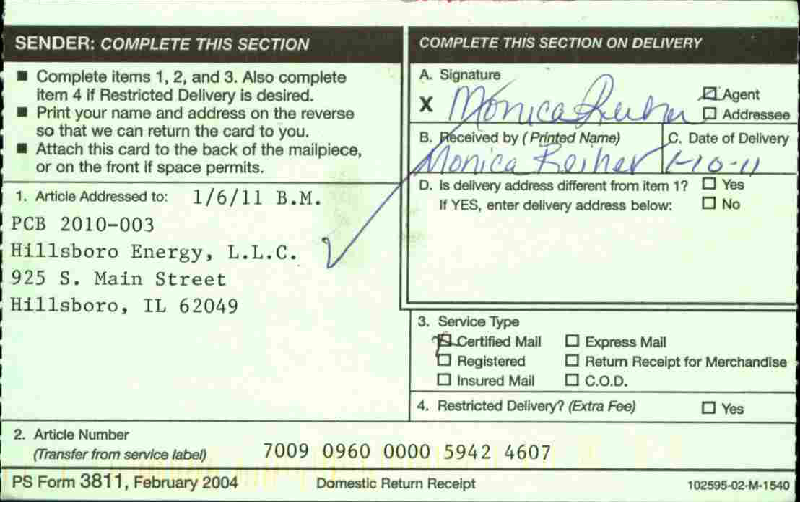 SENDER: COMPLETE THIS SECTION
■ Complete items 1, 2, and 3. Also complete
item 4 if Restricted Delivery is desired.
■ Print your name and address on the reverse
so that we can return the card to you.
■ Attach this card to the back of the mailpiece,
or on the front if space permits.
1. Article Addressed to: 1/6/11 B.M.
PCB 2010-003
Hillsboro Energy, L.L.C.
925 S. Main Street
Hillsboro, IL 62049
COMPLETE THIS SECTION ON DELIVERY
A. Signature
X Monica Reiher ☑ Agent
☐ Addressee
B. Received by (Printed Name) C. Date of Delivery
Monica Reiher 1-10-11
D. Is delivery address different from item 1? ☐ Yes
If YES, enter delivery address below: ☐ No
3. Service Type
☑ Certified Mail ☐ Express Mail
☐ Registered ☐ Return Receipt for Merchandise
☐ Insured Mail ☐ C.O.D.
4. Restricted Delivery? (Extra Fee) ☐ Yes
2. Article Number
(Transfer from service label) 7009 0960 0000 5942 4607
PS Form 3811, February 2004 Domestic Return Receipt 102595-02-M-1540